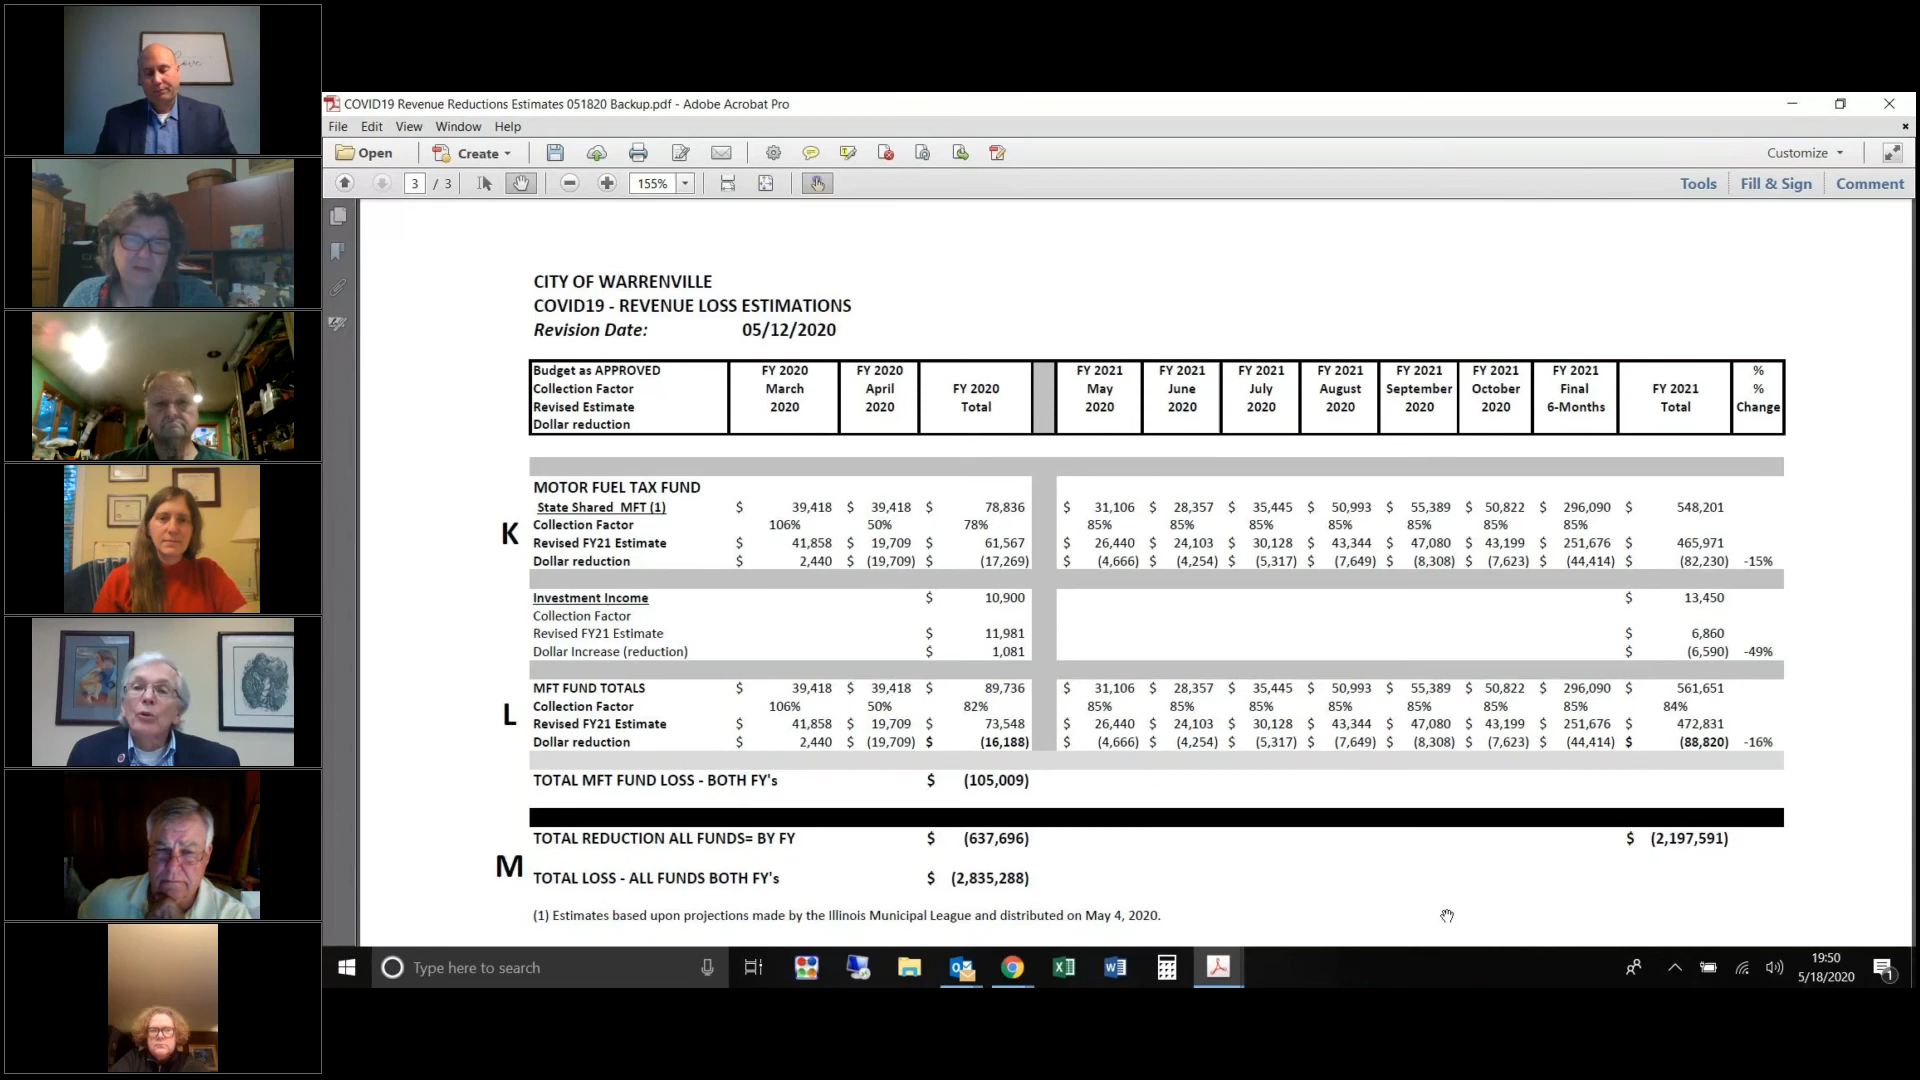 COVID19 Revenue Reductions Estimates 051820 Backup.pdf - Adobe Acrobat Pro
File Edit View Window Help
Open Create Customize
3 / 3 155% Tools Fill & Sign Comment
CITY OF WARRENVILLE
COVID19 - REVENUE LOSS ESTIMATIONS
Revision Date: 05/12/2020
Budget as APPROVED FY 2020 FY 2020 FY 2021 FY 2021 FY 2021 FY 2021 FY 2021 FY 2021 FY 2021 %
Collection Factor March April FY 2020 May June July August September October Final FY 2021 %
Revised Estimate 2020 2020 Total 2020 2020 2020 2020 2020 2020 6-Months Total Change
Dollar reduction
MOTOR FUEL TAX FUND
State Shared MFT (1) $ 39,418 $ 39,418 $ 78,836 $ 31,106 $ 28,357 $ 35,445 $ 50,993 $ 55,389 $ 50,822 $ 296,090 $ 548,201
K Collection Factor 106% 50% 78% 85% 85% 85% 85% 85% 85% 85%
Revised FY21 Estimate $ 41,858 $ 19,709 $ 61,567 $ 26,440 $ 24,103 $ 30,128 $ 43,344 $ 47,080 $ 43,199 $ 251,676 $ 465,971
Dollar reduction $ 2,440 $ (19,709) $ (17,269) $ (4,666) $ (4,254) $ (5,317) $ (7,649) $ (8,308) $ (7,623) $ (44,414) $ (82,230) -15%
Investment Income $ 10,900 $ 13,450
Collection Factor
Revised FY21 Estimate $ 11,981 $ 6,860
Dollar Increase (reduction) $ 1,081 $ (6,590) -49%
MFT FUND TOTALS $ 39,418 $ 39,418 $ 89,736 $ 31,106 $ 28,357 $ 35,445 $ 50,993 $ 55,389 $ 50,822 $ 296,090 $ 561,651
L Collection Factor 106% 50% 82% 85% 85% 85% 85% 85% 85% 85% 84%
Revised FY21 Estimate $ 41,858 $ 19,709 $ 73,548 $ 26,440 $ 24,103 $ 30,128 $ 43,344 $ 47,080 $ 43,199 $ 251,676 $ 472,831
Dollar reduction $ 2,440 $ (19,709) $ (16,188) $ (4,666) $ (4,254) $ (5,317) $ (7,649) $ (8,308) $ (7,623) $ (44,414) $ (88,820) -16%
TOTAL MFT FUND LOSS - BOTH FY's $ (105,009)
TOTAL REDUCTION ALL FUNDS= BY FY $ (637,696) $ (2,197,591)
M TOTAL LOSS - ALL FUNDS BOTH FY's $ (2,835,288)
(1) Estimates based upon projections made by the Illinois Municipal League and distributed on May 4, 2020.
Type here to search
19:50
5/18/2020
1